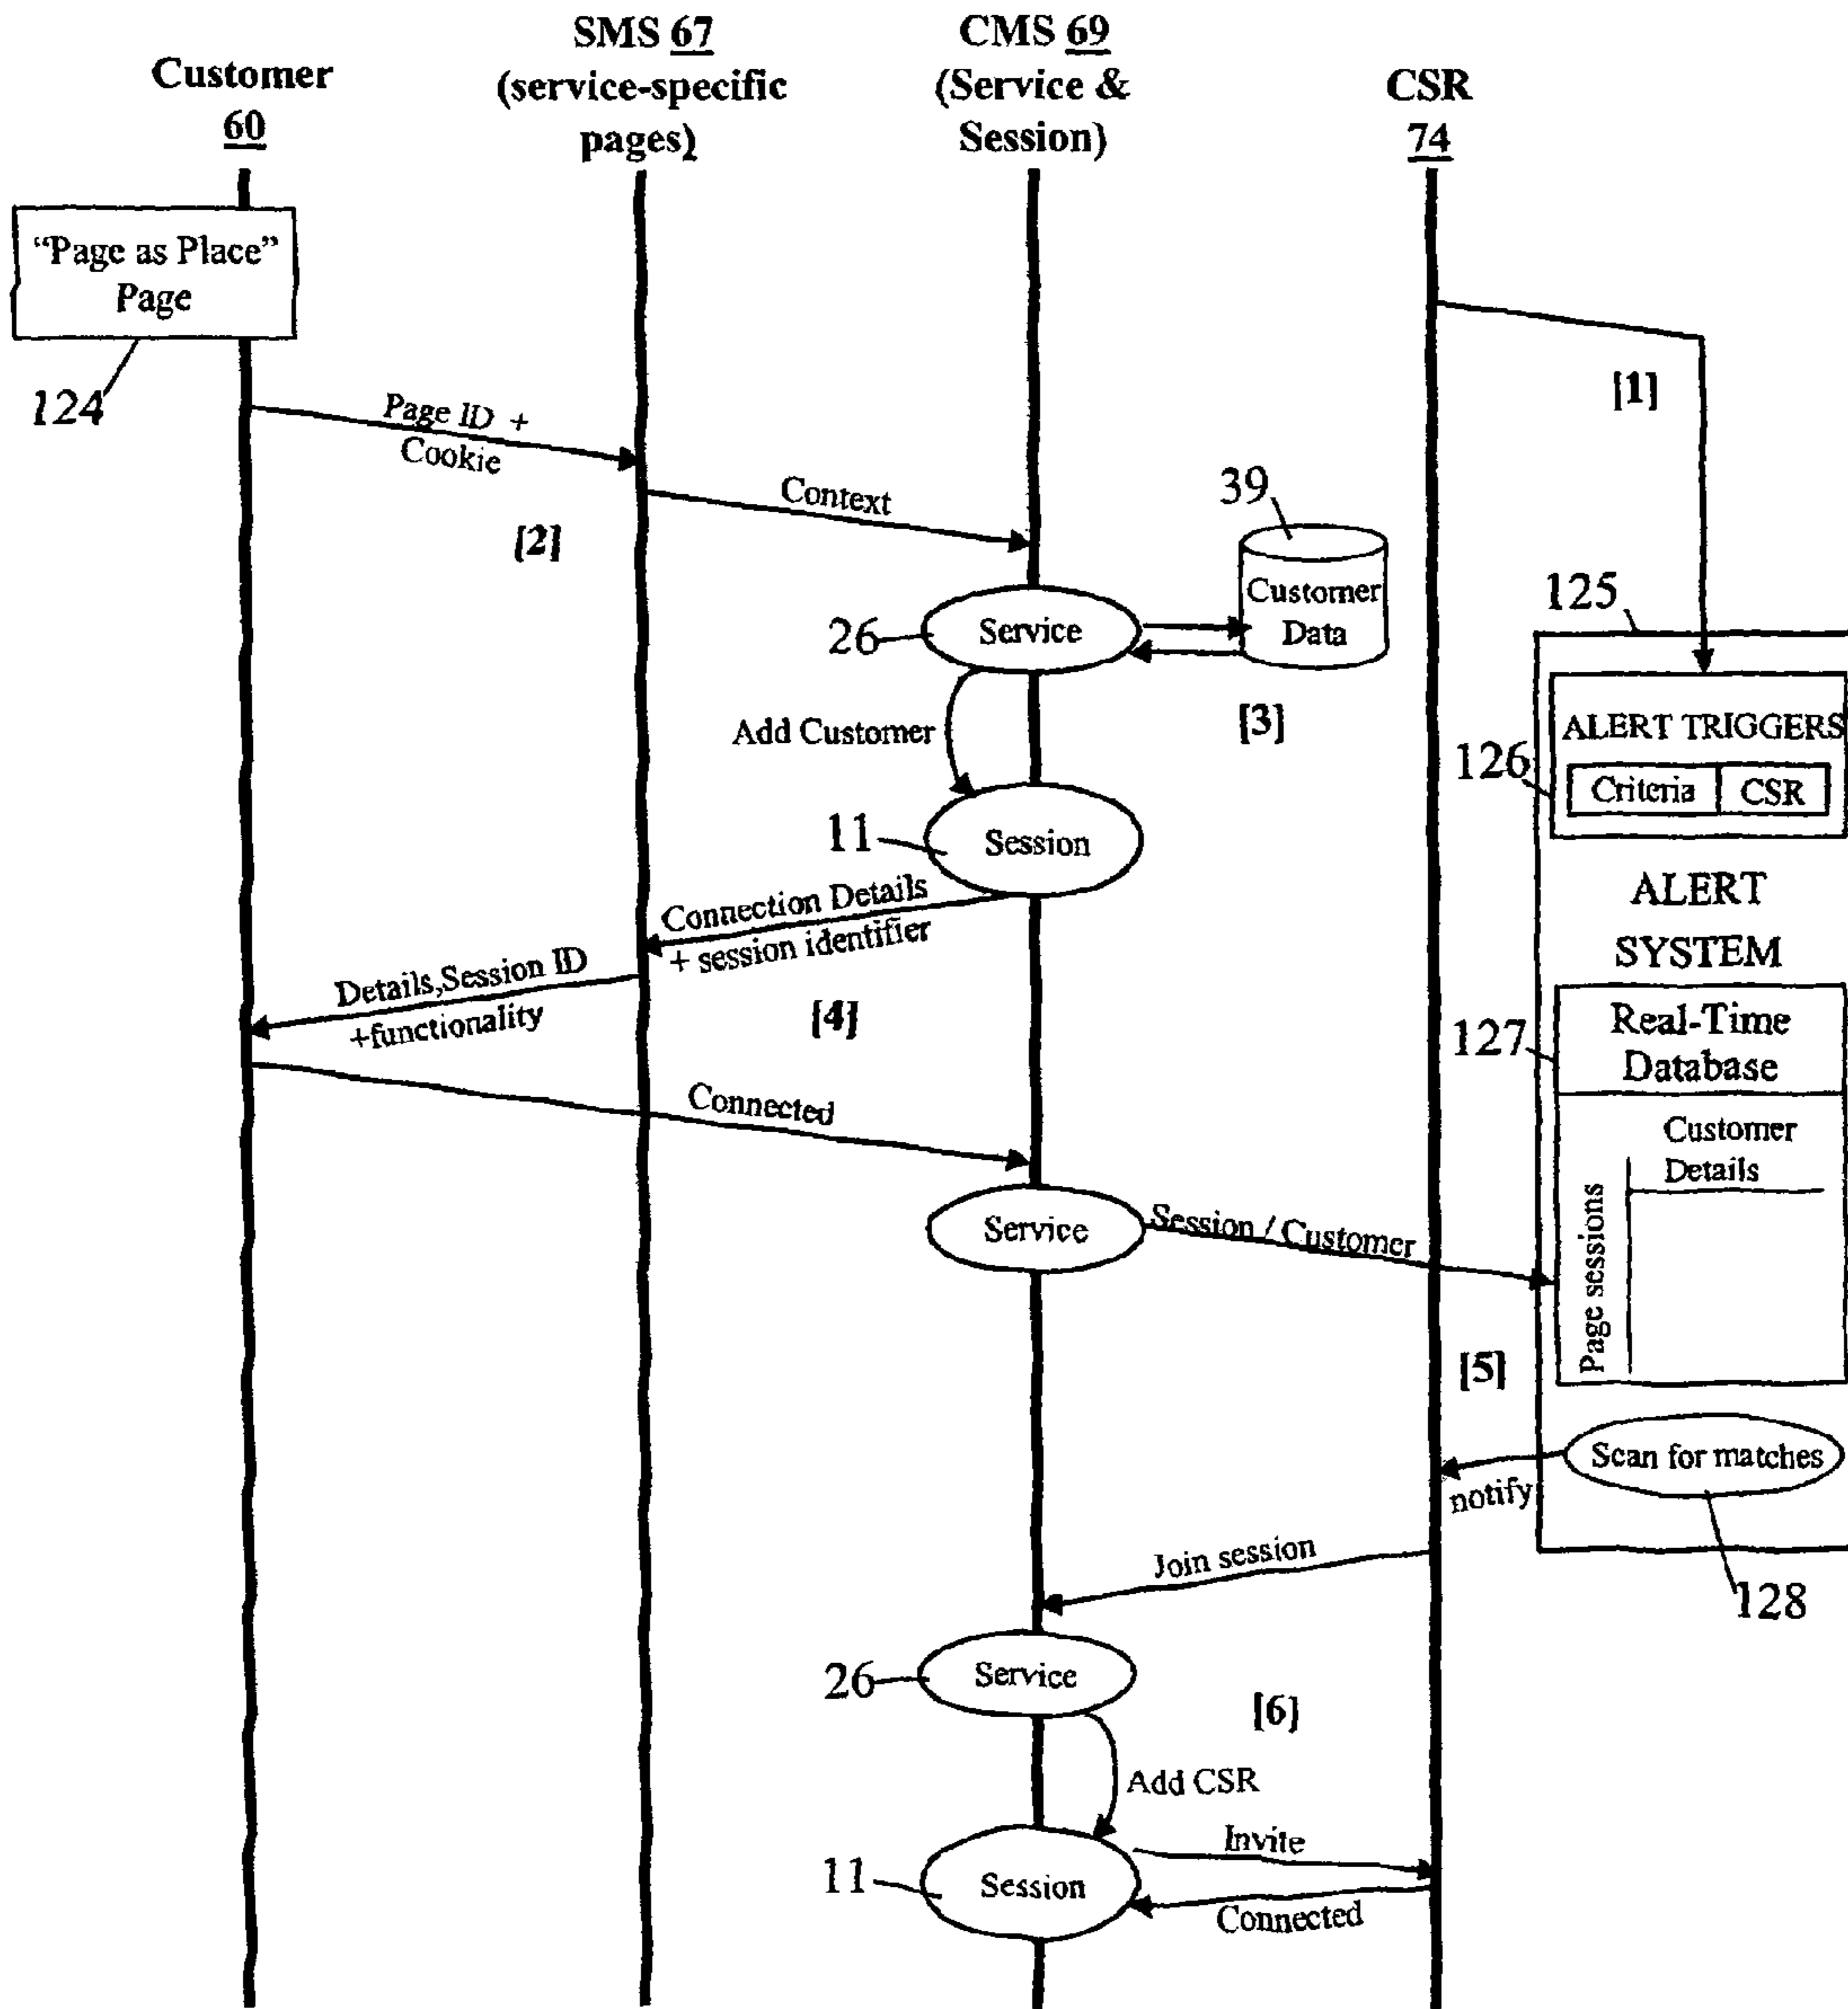 Customer
60
SMS 67
(service-specific
pages)
CMS 69
(Service &
Session)
CSR
74
“Page as Place”
Page
124
[1]
Page ID +
Cookie
Context
[2]
39
Customer
Data
26
Service
[3]
Add Customer
11
Session
125
ALERT TRIGGERS
126
Criteria
CSR
ALERT
SYSTEM
Connection Details
+ session identifier
Details,Session ID
+functionality
[4]
127
Real-Time
Database
Customer
Details
Page sessions
Connected
Service
Session / Customer
[5]
Scan for matches
notify
128
Join session
26
Service
[6]
Add CSR
Invite
11
Session
Connected